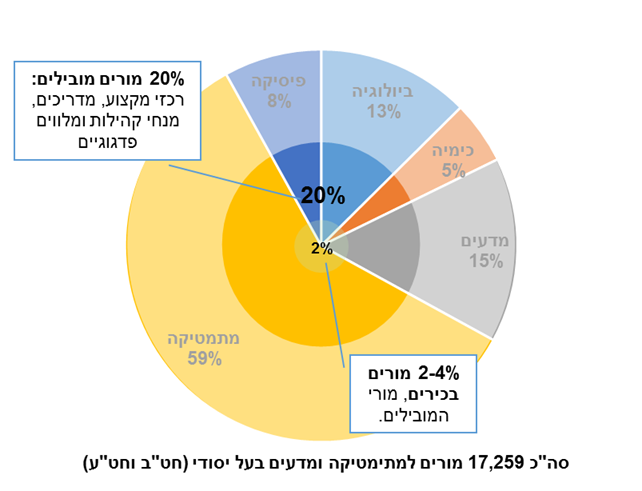 20% מורים מובילים:
רכזי מקצוע, מדריכים,
מנחי קהילות ומלווים
פדגוגיים
פיסיקה
8%
ביולוגיה
13%
כימיה
5%
מדעים
15%
20%
2%
מתמטיקה
59%
2-4% מורים
בכירים, מורי
המובילים.
סה"כ 17,259 מורים למתימטיקה ומדעים בעל יסודי (חט"ב וחט"ע)